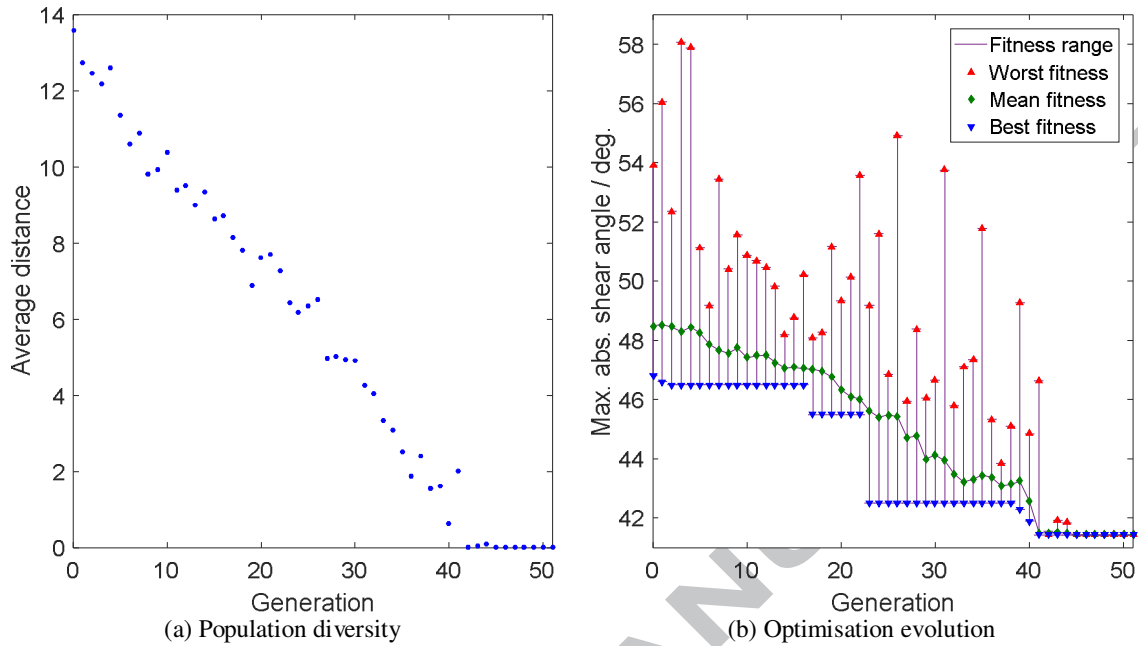 14
12
10
8
6
4
2
0
Average distance
0 10 20 30 40 50
Generation
(a) Population diversity
58
56
54
52
50
48
46
44
42
Max. abs. shear angle / deg.
Fitness range
Worst fitness
Mean fitness
Best fitness
0 10 20 30 40 50
Generation
(b) Optimisation evolution